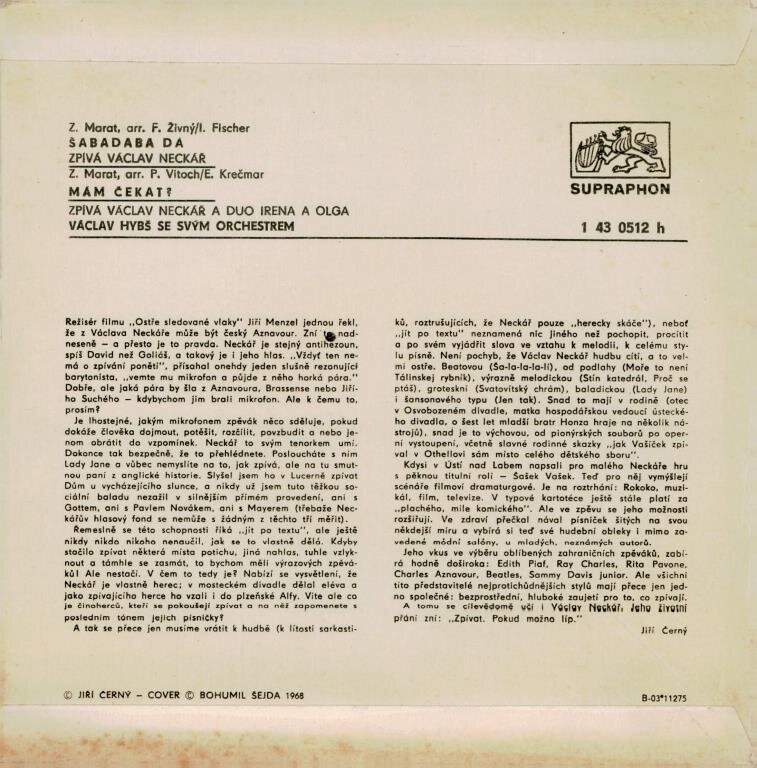 Z. Marat, arr. F. Živný/I. Fischer
ŠABADABA DA
ZPÍVÁ VÁCLAV NECKÁŘ
Z. Marat, arr. P. Vitoch/E. Krečmar
MÁM ČEKAT?
ZPÍVÁ VÁCLAV NECKÁŘ A DUO IRENA A OLGA
VÁCLAV HYBŠ SE SVÝM ORCHESTREM
SUPRAPHON
1 43 0512 h
Režisér filmu „Ostře sledované vlaky" Jiří Menzel jednou řekl,
že z Václava Neckáře může být český Aznavour. Zní to nad-
neseně – a přesto je to pravda. Neckář je stejný antihezoun,
spíš David než Goliáš, a takový je i jeho hlas. „Vždyť ten ne-
má o zpívání ponětí", přísahal onehdy jeden slušně rezonující
barytonista, „vemte mu mikrofon a půjde z něho horká pára."
Dobře, ale jaká pára by šla z Aznavoura, Brassense nebo Jiří-
ho Suchého – kdybychom jim brali mikrofon. Ale k čemu to,
prosím?
Je lhostejné, jakým mikrofonem zpěvák něco sděluje, pokud
dokáže člověka dojmout, potěšit, rozčílit, povzbudit a nebo je-
nom obrátit do vzpomínek. Neckář to svým tenorkem umí.
Dokonce tak bezpečně, že to přehlédnete. Posloucháte s ním
Lady Jane a vůbec nemyslíte na to, jak zpívá, ale na tu smut-
nou paní z anglické historie. Slyšel jsem ho v Lucerně zpívat
Dům u vycházejícího slunce, a nikdy už jsem tuto těžkou so-
ciální baladu nezažil v silnějším přímém provedení, ani s
Gottem, ani s Pavlem Novákem, ani s Mayerem (třebaže Nec-
kářův hlasový fond se nemůže s žádným z těchto tří měřit).
Řemeslně se této schopnosti říká „jít po textu", ale ještě
nikdy nikdo nikoho nenaučil, jak se to vlastně dělá. Kdyby
stačilo zpívat některá místa potichu, jiná nahlas, tuhle vzlyk-
nout a támhle se zasmát, to bychom měli výrazových zpěvá-
ků! Ale nestačí. V čem to tedy je? Nabízí se vysvětlení, že
Neckář je vlastně herec; v mosteckém divadle dělal eléva a
jako zpívajícího herce ho vzali i do plzeňské Alfy. Víte ale co
je činoherců, kteří se pokoušejí zpívat a na něž zapomenete s
posledním tónem jejich písničky?
A tak se přece jen musíme vrátit k hudbě (k lítosti sarkasti-
ků, roztrušujících, že Neckář pouze „herecky skáče"), neboť
„jít po textu" neznamená nic jiného než pochopit, procítit
a po svém vyjádřit slova ve vztahu k melodii, k celému sty-
lu písně. Není pochyb, že Václav Neckář hudbu cítí, a to vel-
mi ostře. Beatovou (Ša-la-la-la-lí), od podlahy (Moře to není
Tálinskej rybník), výrazně melodickou (Stín katedrál, Proč se
ptáš), groteskní (Svatovítský chrám), baladickou (Lady Jane)
i šansonového typu (Jen tak). Snad to mají v rodině (otec
v Osvobozeném divadle, matka hospodářskou vedoucí ústecké-
ho divadla, o šest let mladší bratr Honza hraje na několik ná-
strojů), snad je to výchovou, od pionýrských souborů po oper-
ní vystoupení, včetně slavné rodinné skazky „jak Vašíček zpí-
val v Othellovi sám místo celého dětského sboru".
Kdysi v Ústí nad Labem napsali pro malého Neckáře hru
s pěknou titulní rolí – Šašek Vašek. Teď pro něj vymýšlejí
scénáře filmoví dramaturgové. Je na roztrhání: Rokoko, muzi-
kál, film, televize. V typové kartotéce ještě stále platí za
„plachého, mile komického". Ale ve zpěvu se jeho možnosti
rozšiřují. Ve zdraví přečkal nával písniček šitých na svou
někdejší míru a vybírá si teď své hudební obleky i mimo za-
vedené módní salóny, u mladých, neznámých autorů.
Jeho vkus ve výběru oblíbených zahraničních zpěváků, zabí-
rá hodně doširoka: Edith Piaf, Ray Charles, Rita Pavone,
Charles Aznavour, Beatles, Sammy Davis junior. Ale všichni
tito představitelé nejprotichůdnějších stylů mají přece jen jed-
no společné: bezprostřední, hluboké zaujetí pro to, co zpívají.
A tomu se cílevědomě učí i Václav Neckář. Jeho životní
přání zní: „Zpívat. Pokud možno líp."
Jiří Černý
© JIŘÍ ČERNÝ – COVER © BOHUMIL ŠEJDA 1968
B-03*11275